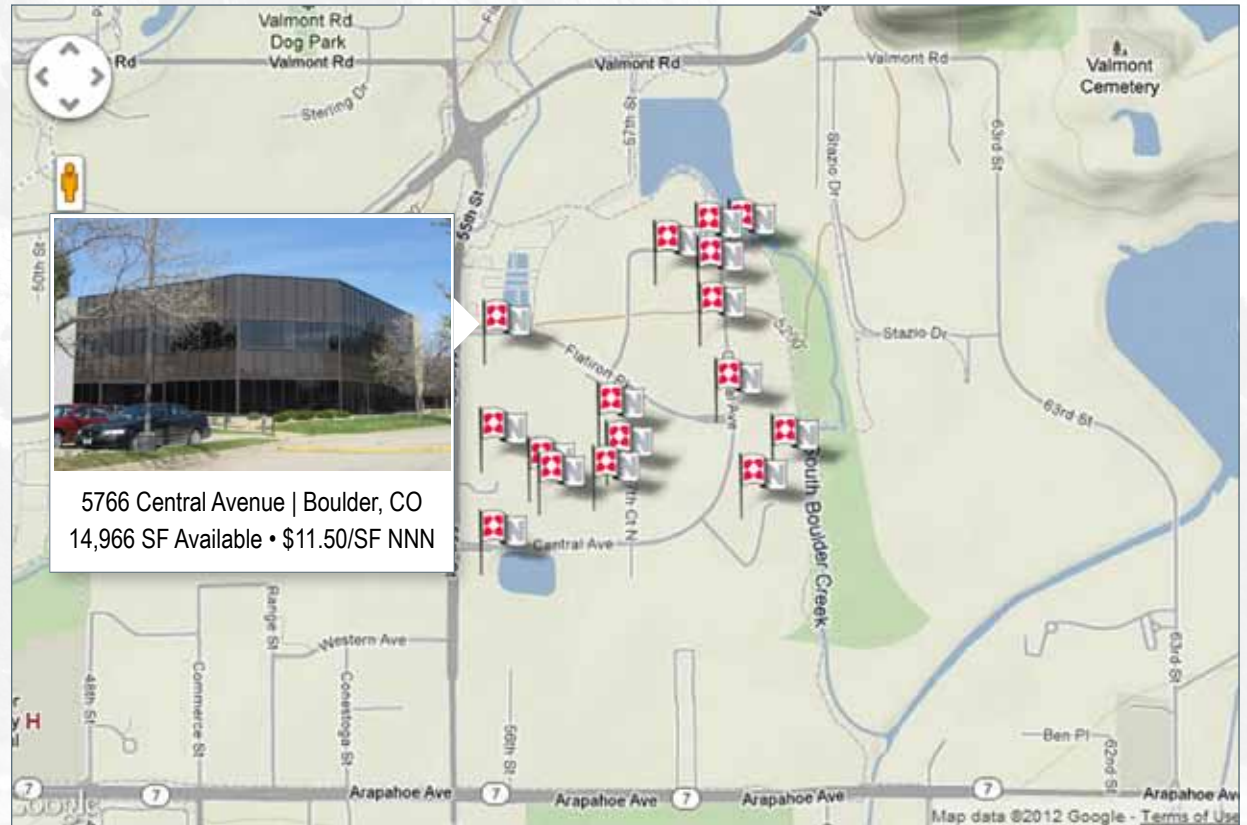 Valmont Rd
Dog Park
Valmont Rd
Rd
Valmont Rd
Valmont Rd
Valmont
Cemetery
Sterling Dr
57th St
Stazio Dr
63rd St
55th St
50th St
5200'
Stazio Dr
Flatiron
63rd St
5766 Central Avenue | Boulder, CO
14,966 SF Available • $11.50/SF NNN
Central Ave
South Boulder Creek
Range St
Western Ave
48th St
Commerce St
Conestoga St
56th St
63rd St
H
Ben Pl
62nd St
7
7
Arapahoe Ave
7
Arapahoe Ave
7
Arapahoe Ave
7
Arapahoe Av
Google
Map data ©2012 Google - Terms of Use